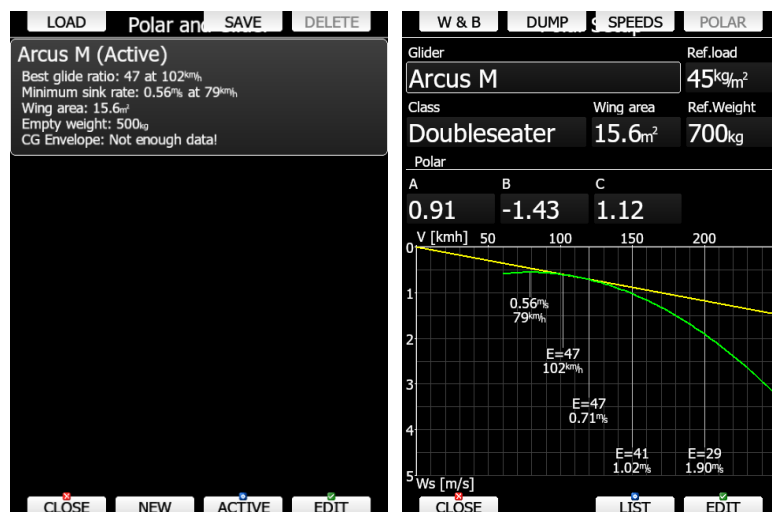 LOAD
Polar and Glider
SAVE
DELETE
Arcus M (Active)
Best glide ratio: 47 at 102km/h
Minimum sink rate: 0.56m/s at 79km/h
Wing area: 15.6m²
Empty weight: 500kg
CG Envelope: Not enough data!
CLOSE
NEW
ACTIVE
EDIT
W & B
DUMP
SPEEDS
POLAR
Polar Setup
Glider
Ref.load
Arcus M
45kg/m²
Class
Wing area
Ref.Weight
Doubleseater
15.6m²
700kg
Polar
A
B
C
0.91
-1.43
1.12
V [kmh]
50
100
150
200
0
1
2
3
4
5
0.56m/s
79km/h
E=47
102km/h
E=47
0.71m/s
E=41
1.02m/s
E=29
1.90m/s
Ws [m/s]
CLOSE
LIST
EDIT